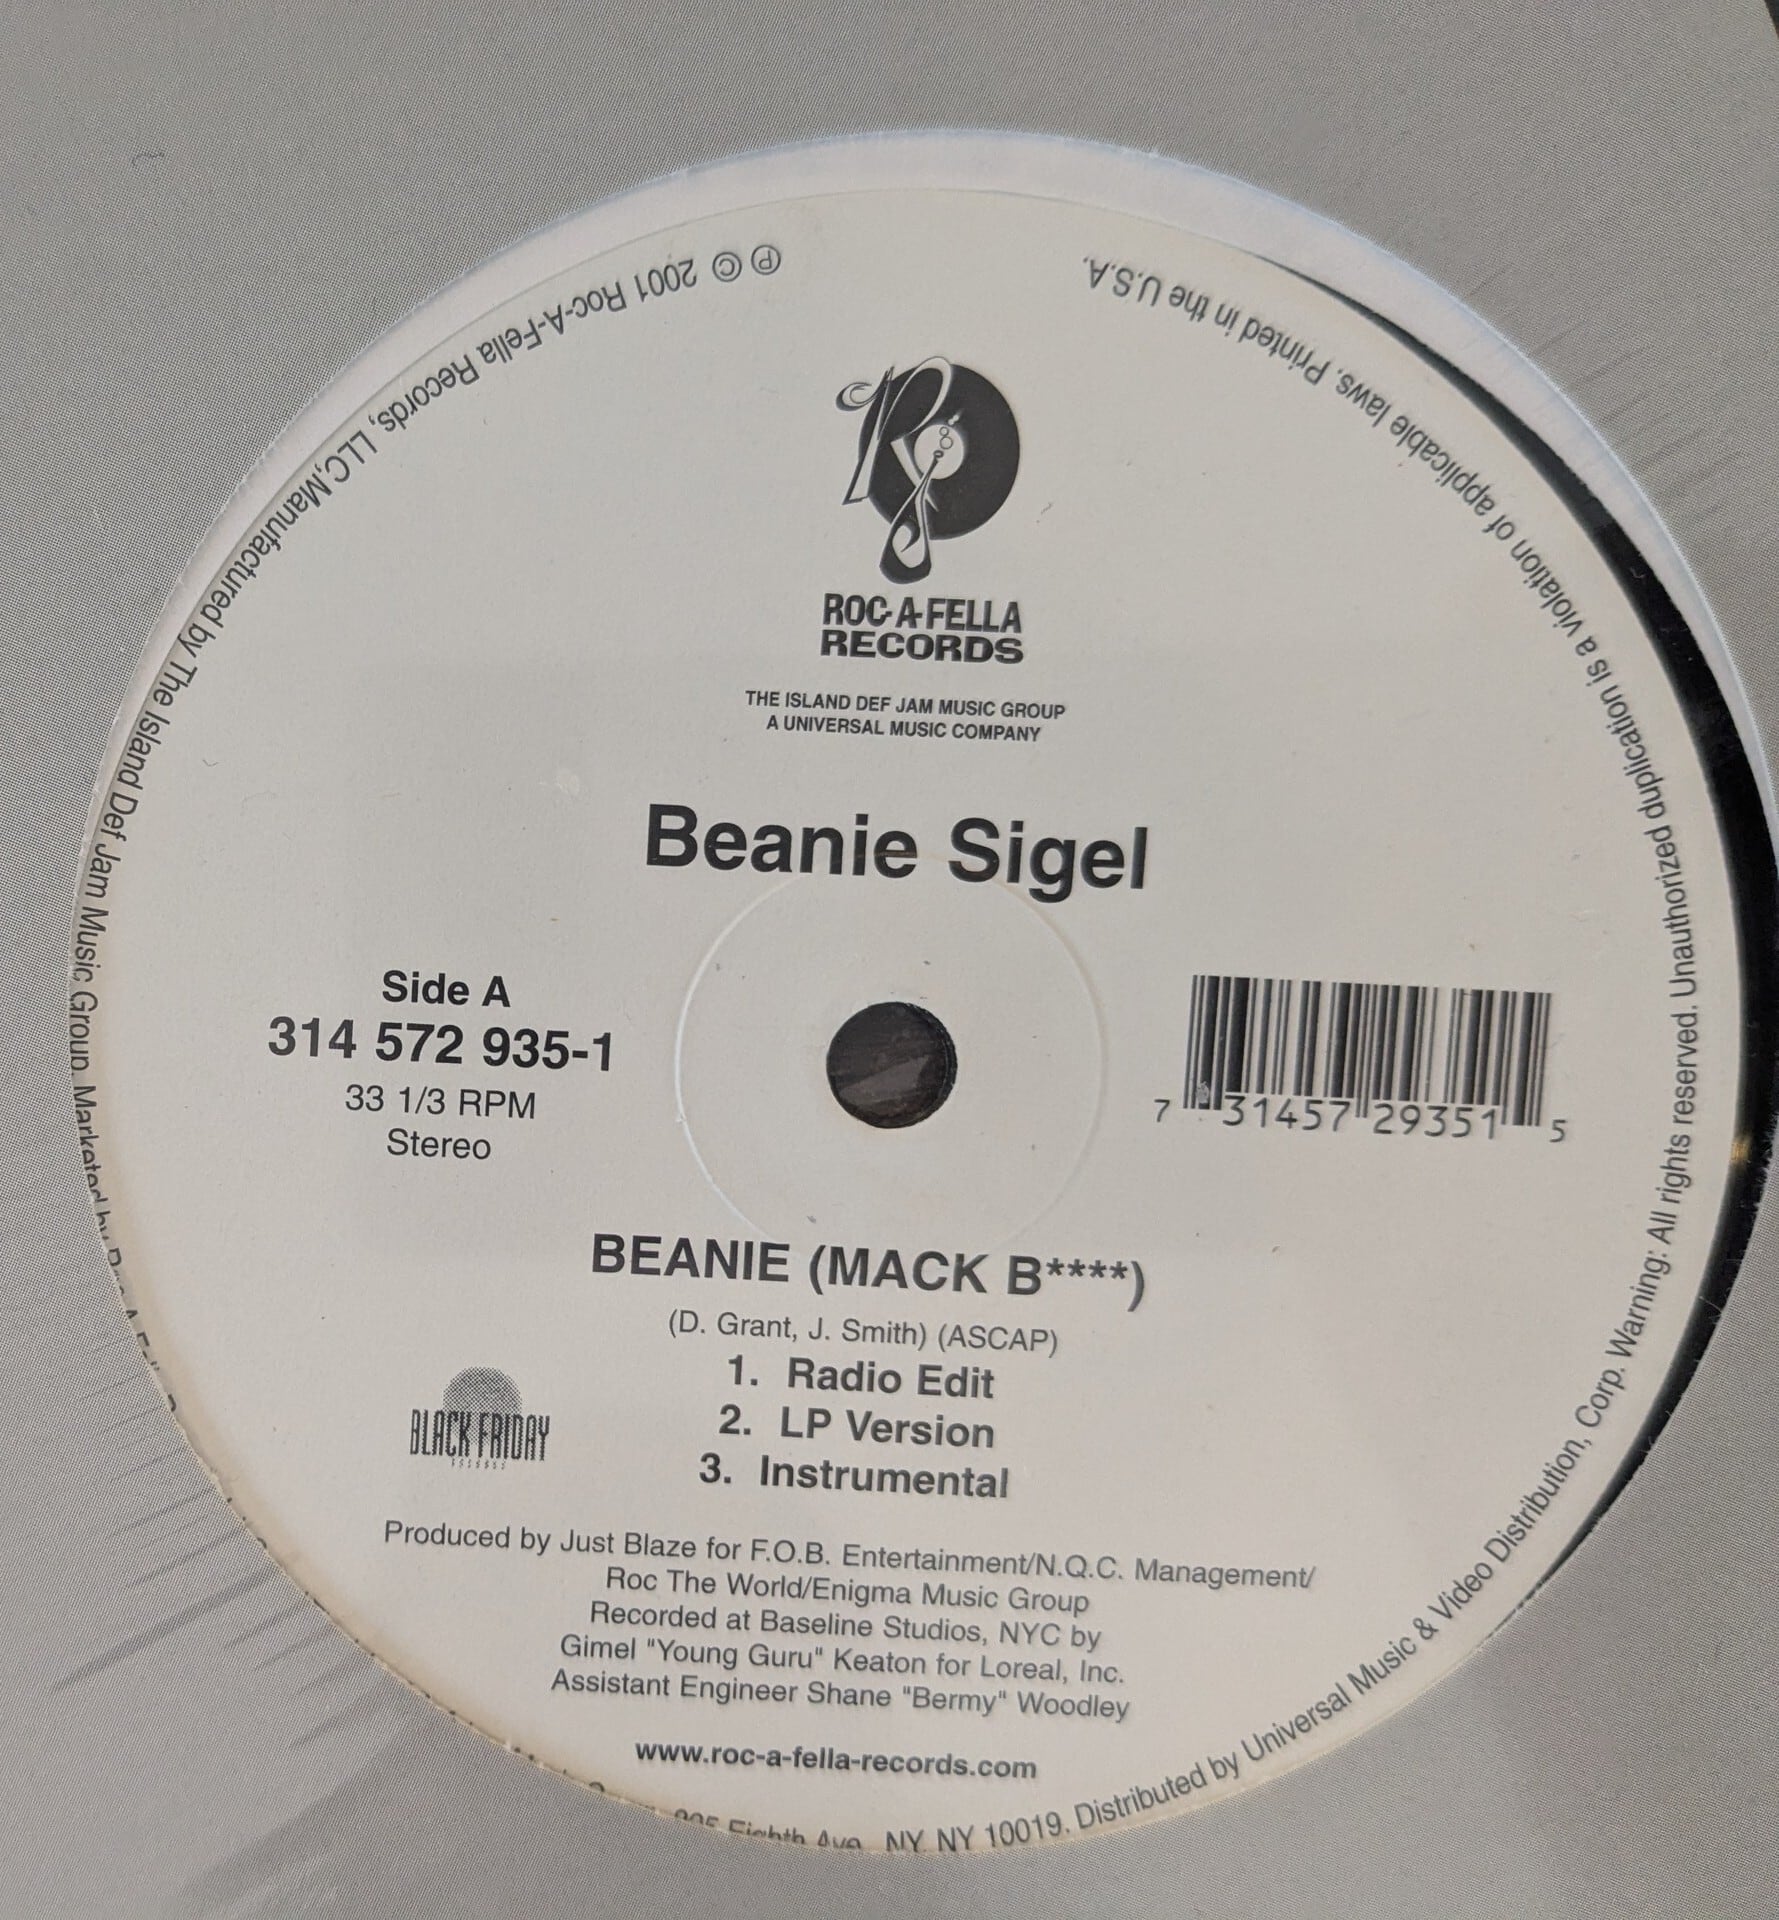 ROC-A-FELLA
RECORDS
THE ISLAND DEF JAM MUSIC GROUP
A UNIVERSAL MUSIC COMPANY
Beanie Sigel
Side A
314 572 935-1
33 1/3 RPM
Stereo
7 31457 29351 5
BEANIE (MACK B****)
(D. Grant, J. Smith) (ASCAP)
1. Radio Edit
2. LP Version
3. Instrumental
BLACK FRIDAY
Produced by Just Blaze for F.O.B. Entertainment/N.Q.C. Management/
Roc The World/Enigma Music Group
Recorded at Baseline Studios, NYC by
Gimel "Young Guru" Keaton for Loreal, Inc.
Assistant Engineer Shane "Bermy" Woodley
www.roc-a-fella-records.com
℗ © 2001 Roc-A-Fella Records, LLC.Manufactured by The Island Def Jam Music Group. Marketed by Eighth Ave., NY, NY 10019. Distributed by Universal Music & Video Distribution, Corp. Warning: All rights reserved. Unauthorized duplication is a violation of applicable laws. Printed in the U.S.A.